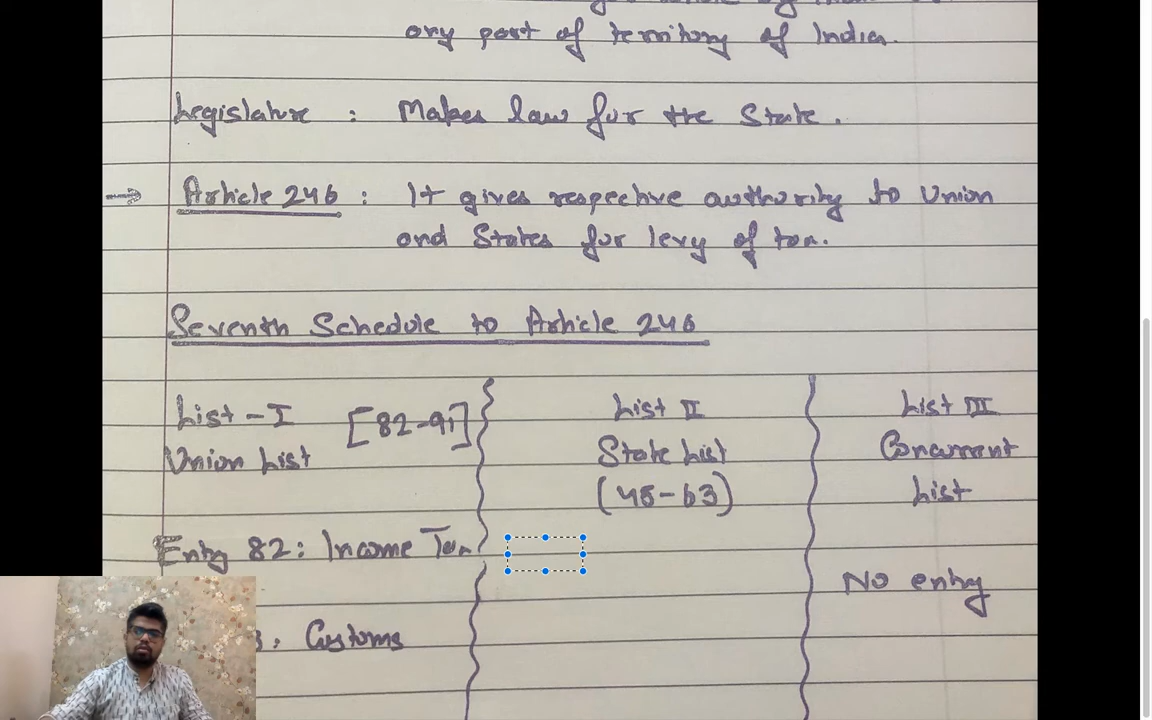 any part of territory of India.
Legislature : Makes law for the State.
→ Article 246 : It gives respective authority to Union
and States for levy of tax.
Seventh Schedule to Article 246
List - I [82-91]
Union List
List II
State List
(45-63)
List III
Concurrent
List
Entry 82: Income Tax
No entry
3, Customs